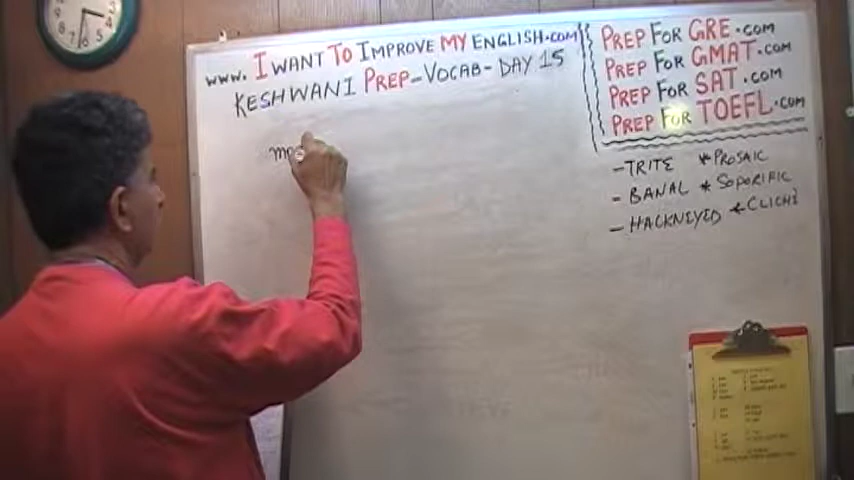 www. I WANT TO IMPROVE MY ENGLISH.COM
KESHWANI PREP-VOCAB-DAY 15
PREP FOR GRE.COM
PREP FOR GMAT.COM
PREP FOR SAT.COM
PREP FOR TOEFL.COM
- TRITE * PROSAIC
- BANAL * SOPORIFIC
- HACKNEYED * CLICHÉ